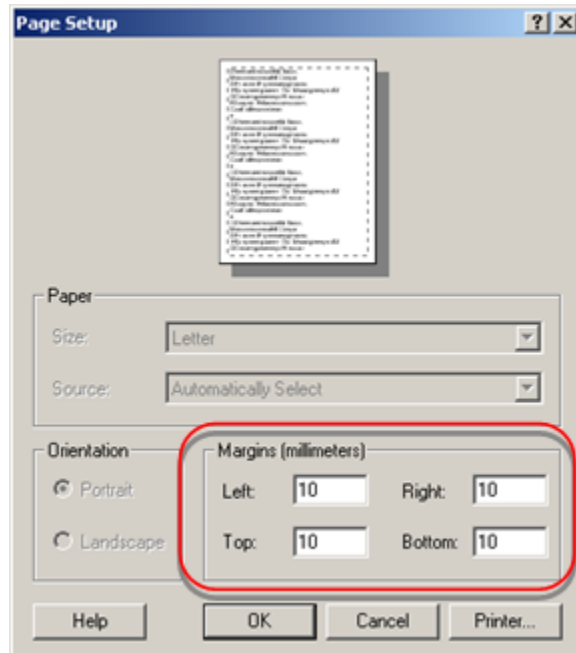 Page Setup
Paper
Size: Letter
Source: Automatically Select
Orientation
Portrait
Landscape
Margins (millimeters)
Left: 10 Right: 10
Top: 10 Bottom: 10
Help OK Cancel Printer...